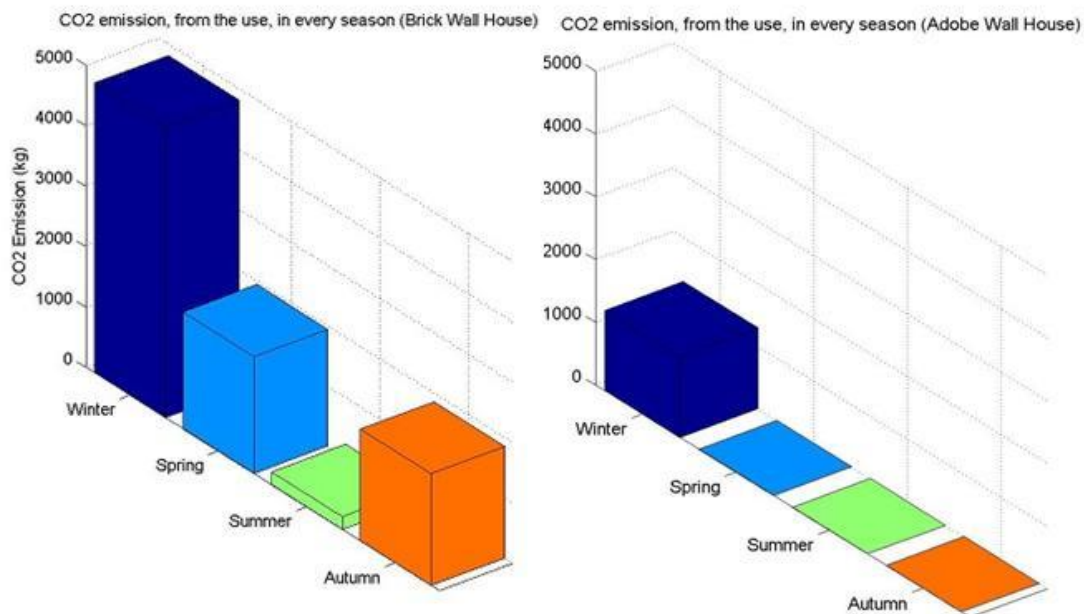 CO2 emission, from the use, in every season (Brick Wall House)
5000
4000
3000
2000
1000
0
CO2 Emission (kg)
Winter
Spring
Summer
Autumn
CO2 emission, from the use, in every season (Adobe Wall House)
5000
4000
3000
2000
1000
0
Winter
Spring
Summer
Autumn